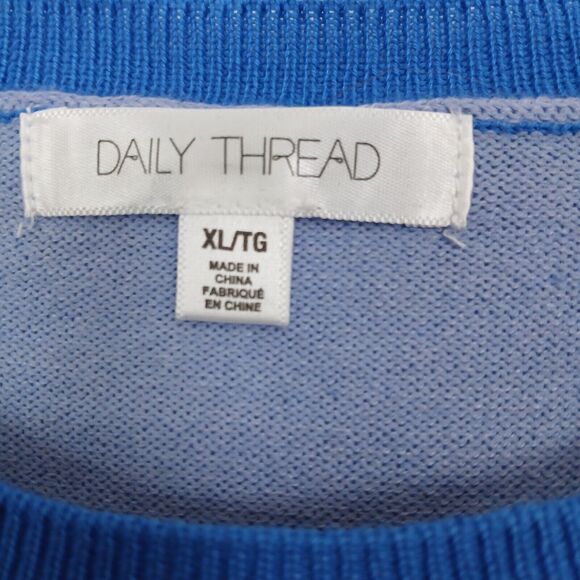 DAILY THREAD
XL/TG
MADE IN
CHINA
FABRIQUÉ
EN CHINE